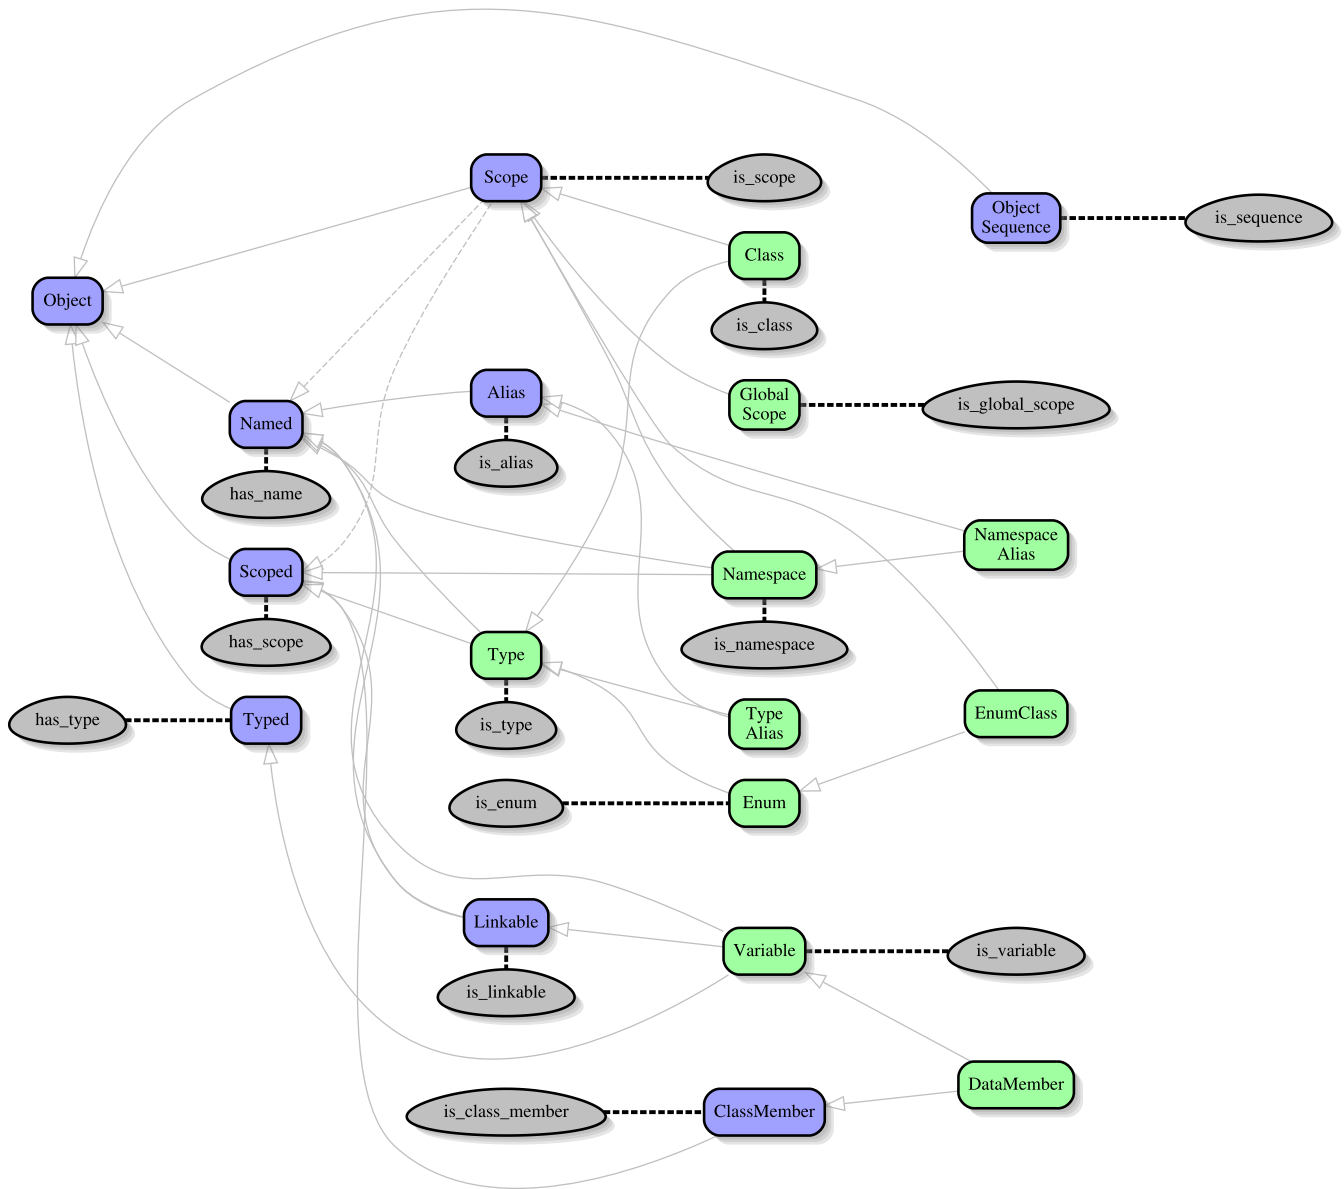 Scope
is_scope
Object
Sequence
is_sequence
Class
Object
is_class
Alias
Global
Scope
is_global_scope
Named
is_alias
has_name
Namespace
Alias
Scoped
Namespace
has_scope
is_namespace
Type
has_type
Typed
is_type
Type
Alias
EnumClass
is_enum
Enum
Linkable
Variable
is_variable
is_linkable
DataMember
is_class_member
ClassMember